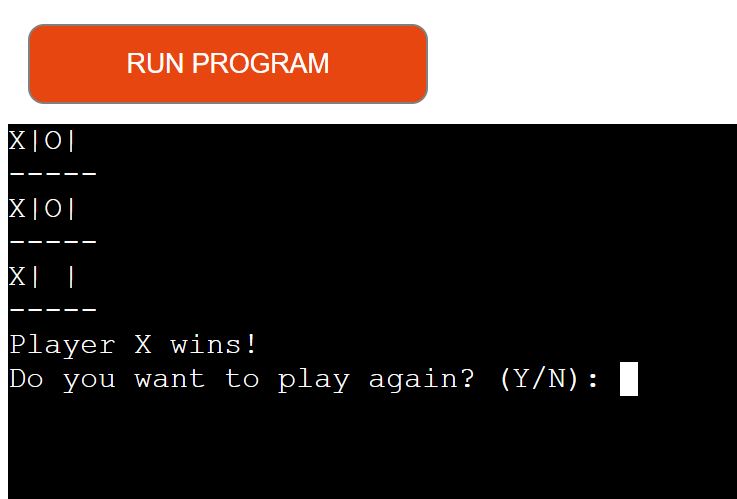 RUN PROGRAM
X|O|
-----
X|O|
-----
X| |
-----
Player X wins!
Do you want to play again? (Y/N):